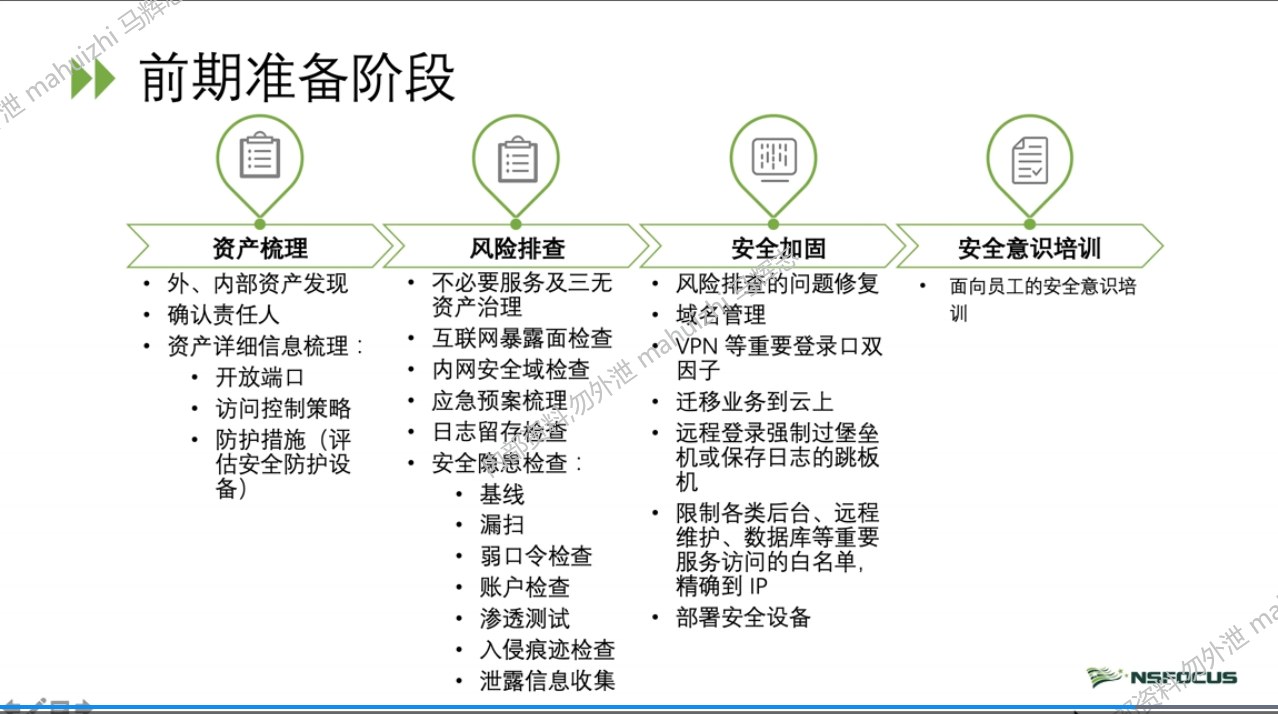 前期准备阶段
资产梳理
• 外、内部资产发现
• 确认责任人
• 资产详细信息梳理：
• 开放端口
• 访问控制策略
• 防护措施（评
估安全防护设
备）
风险排查
• 不必要服务及三无
资产治理
• 互联网暴露面检查
• 内网安全域检查
• 应急预案梳理
• 日志留存检查
• 安全隐患检查：
• 基线
• 漏扫
• 弱口令检查
• 账户检查
• 渗透测试
• 入侵痕迹检查
• 泄露信息收集
安全加固
• 风险排查的问题修复
• 域名管理
• VPN 等重要登录口双
因子
• 迁移业务到云上
• 远程登录强制过堡垒
机或保存日志的跳板
机
• 限制各类后台、远程
维护、数据库等重要
服务访问的白名单，
精确到 IP
• 部署安全设备
安全意识培训
• 面向员工的安全意识培
训
NSFOCUS
泄 mahuizhi 马辉志
内部资料,勿外泄 mahuizhi 马辉志
部资料,勿外泄 ma